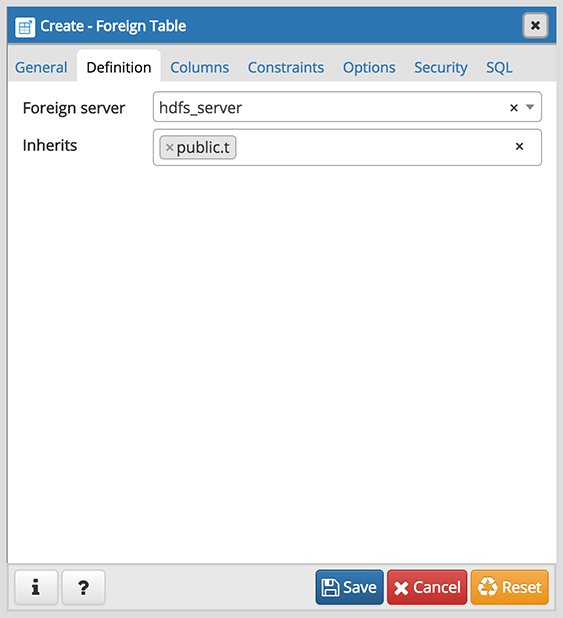 Create - Foreign Table
General Definition Columns Constraints Options Security SQL
Foreign server hdfs_server
Inherits public.t
i ? Save Cancel Reset